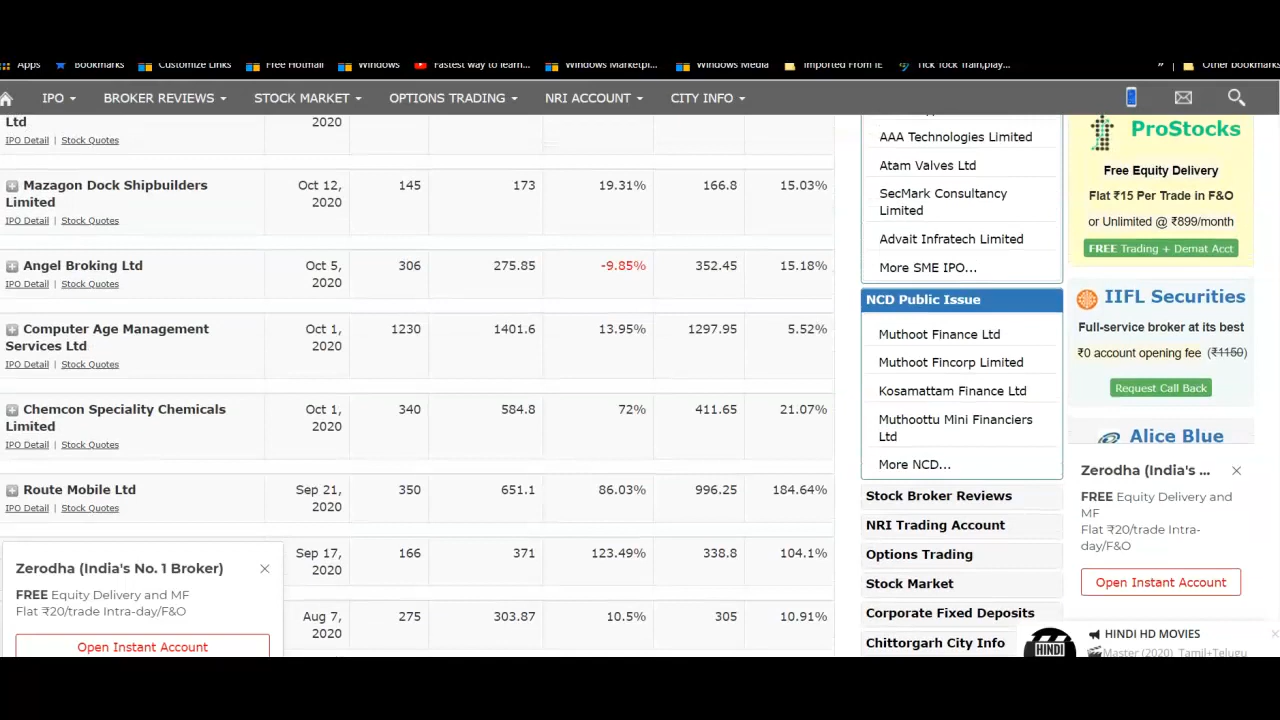 Apps Bookmarks Customize Links Free Hotmail Windows Fastest way to learn... Windows Marketpl... Windows Media Imported From IE Tick Tock Train,play... » Other bookmarks
IPO BROKER REVIEWS STOCK MARKET OPTIONS TRADING NRI ACCOUNT CITY INFO
Ltd 2020
IPO Detail | Stock Quotes
Mazagon Dock Shipbuilders Oct 12, 145 173 19.31% 166.8 15.03%
Limited 2020
IPO Detail | Stock Quotes
Angel Broking Ltd Oct 5, 306 275.85 -9.85% 352.45 15.18%
IPO Detail | Stock Quotes 2020
Computer Age Management Oct 1, 1230 1401.6 13.95% 1297.95 5.52%
Services Ltd 2020
IPO Detail | Stock Quotes
Chemcon Speciality Chemicals Oct 1, 340 584.8 72% 411.65 21.07%
Limited 2020
IPO Detail | Stock Quotes
Route Mobile Ltd Sep 21, 350 651.1 86.03% 996.25 184.64%
IPO Detail | Stock Quotes 2020
Sep 17, 166 371 123.49% 338.8 104.1%
2020
Aug 7, 275 303.87 10.5% 305 10.91%
2020
Zerodha (India's No. 1 Broker)
FREE Equity Delivery and MF
Flat ₹20/trade Intra-day/F&O
Open Instant Account
AAA Technologies Limited
Atam Valves Ltd
SecMark Consultancy
Limited
Advait Infratech Limited
More SME IPO...
NCD Public Issue
Muthoot Finance Ltd
Muthoot Fincorp Limited
Kosamattam Finance Ltd
Muthoottu Mini Financiers
Ltd
More NCD...
Stock Broker Reviews
NRI Trading Account
Options Trading
Stock Market
Corporate Fixed Deposits
Chittorgarh City Info
ProStocks
Free Equity Delivery
Flat ₹15 Per Trade in F&O
or Unlimited @ ₹899/month
FREE Trading + Demat Acct
IIFL Securities
Full-service broker at its best
₹0 account opening fee (₹1150)
Request Call Back
Alice Blue
Zerodha (India's ...
FREE Equity Delivery and
MF
Flat ₹20/trade Intra-
day/F&O
Open Instant Account
HINDI
HINDI HD MOVIES
Master (2020) Tamil+Telugu